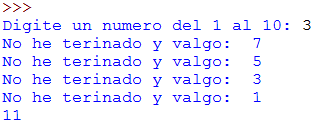 >>>
Digite un numero del 1 al 10: 3
No he terinado y valgo:  7
No he terinado y valgo:  5
No he terinado y valgo:  3
No he terinado y valgo:  1
11